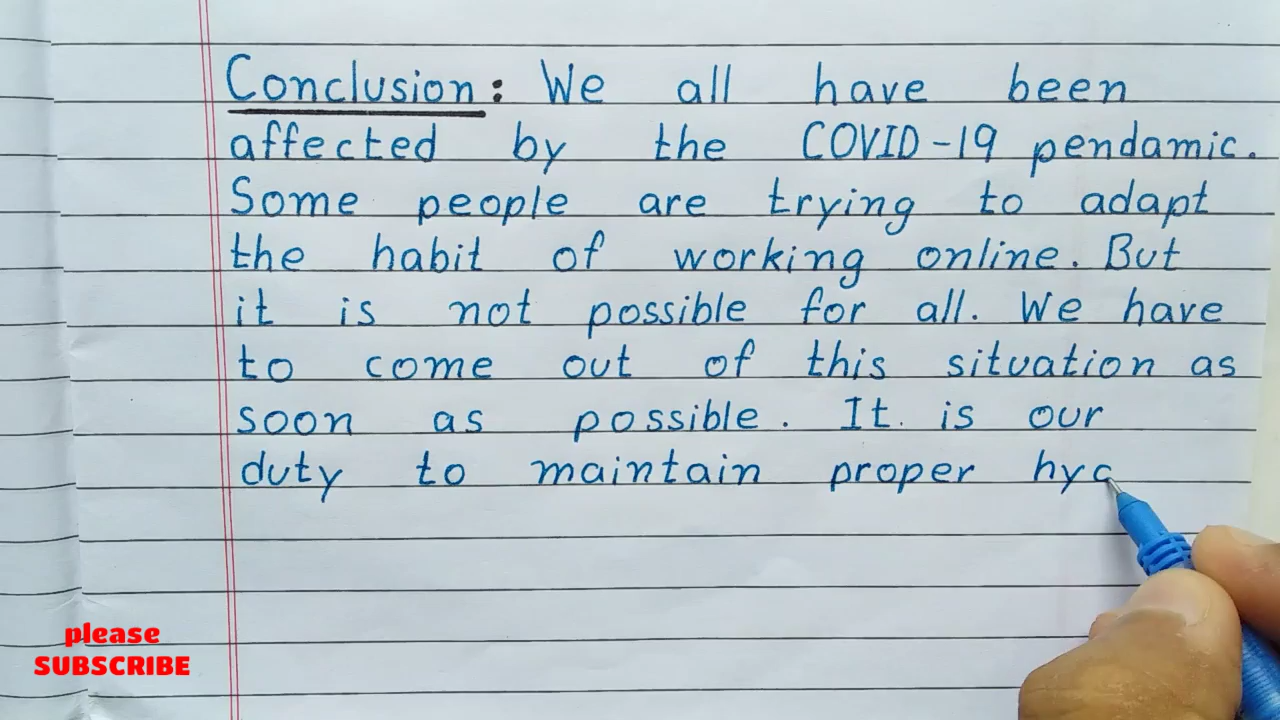 Conclusion: We all have been
affected by the COVID-19 pendamic.
Some people are trying to adapt
the habit of working online. But
it is not possible for all. We have
to come out of this situation as
soon as possible. It. is our
duty to maintain proper hyc
please
SUBSCRIBE